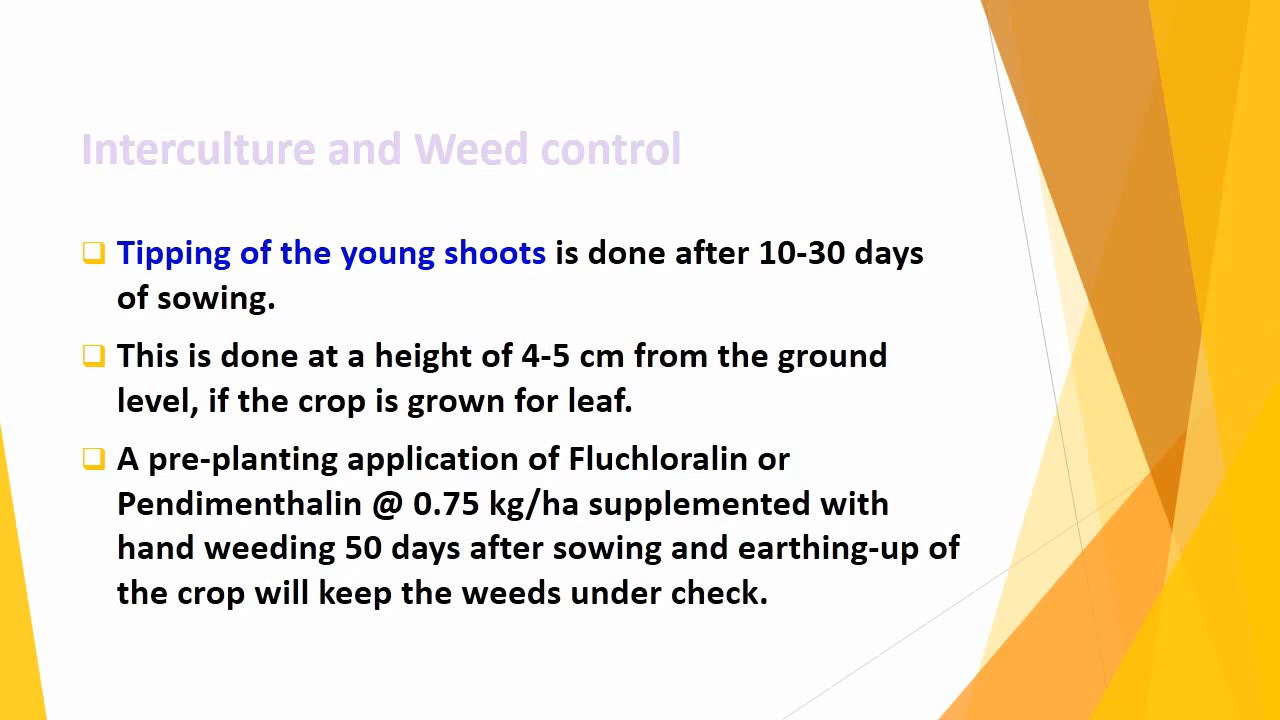 Interculture and Weed control
Tipping of the young shoots is done after 10-30 days
of sowing.
This is done at a height of 4-5 cm from the ground
level, if the crop is grown for leaf.
A pre-planting application of Fluchloralin or
Pendimenthalin @ 0.75 kg/ha supplemented with
hand weeding 50 days after sowing and earthing-up of
the crop will keep the weeds under check.